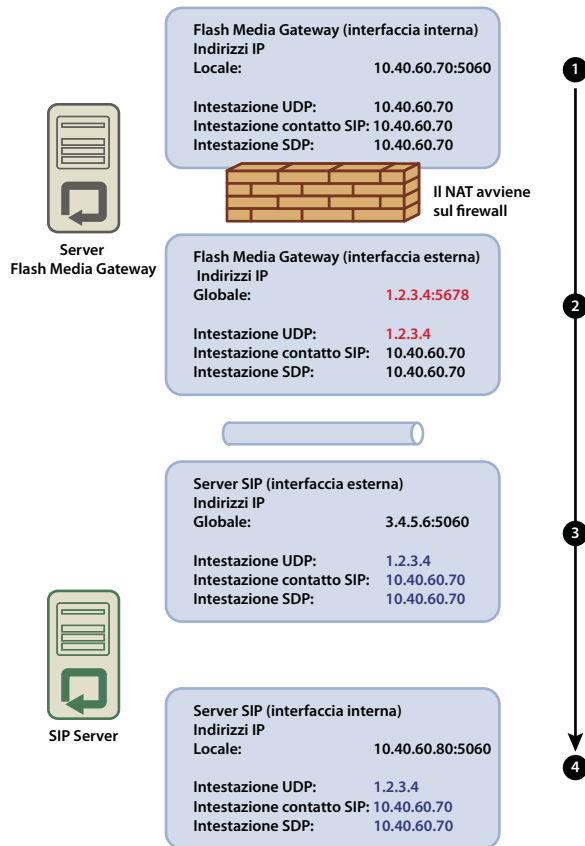 Flash Media Gateway (interfaccia interna)
Indirizzi IP
Locale: 10.40.60.70:5060
Intestazione UDP: 10.40.60.70
Intestazione contatto SIP: 10.40.60.70
Intestazione SDP: 10.40.60.70
1
Il NAT avviene
sul firewall
Server
Flash Media Gateway
Flash Media Gateway (interfaccia esterna)
Indirizzi IP
Globale: 1.2.3.4:5678
Intestazione UDP: 1.2.3.4
Intestazione contatto SIP: 10.40.60.70
Intestazione SDP: 10.40.60.70
2
Server SIP (interfaccia esterna)
Indirizzi IP
Globale: 3.4.5.6:5060
Intestazione UDP: 1.2.3.4
Intestazione contatto SIP: 10.40.60.70
Intestazione SDP: 10.40.60.70
3
SIP Server
Server SIP (interfaccia interna)
Indirizzi IP
Locale: 10.40.60.80:5060
Intestazione UDP: 1.2.3.4
Intestazione contatto SIP: 10.40.60.70
Intestazione SDP: 10.40.60.70
4